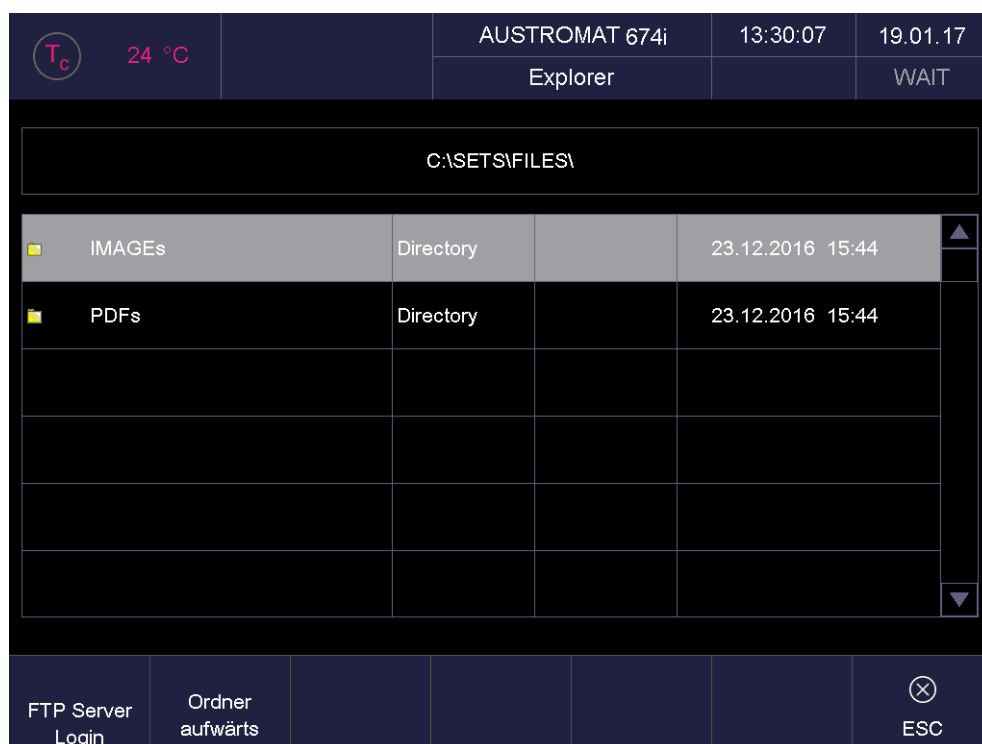 Tc 24 °C
AUSTROMAT 674i 13:30:07 19.01.17
Explorer WAIT
C:\SETS\FILES\
IMAGEs Directory 23.12.2016 15:44
PDFs Directory 23.12.2016 15:44
FTP Server
Login
Ordner
aufwärts
ESC